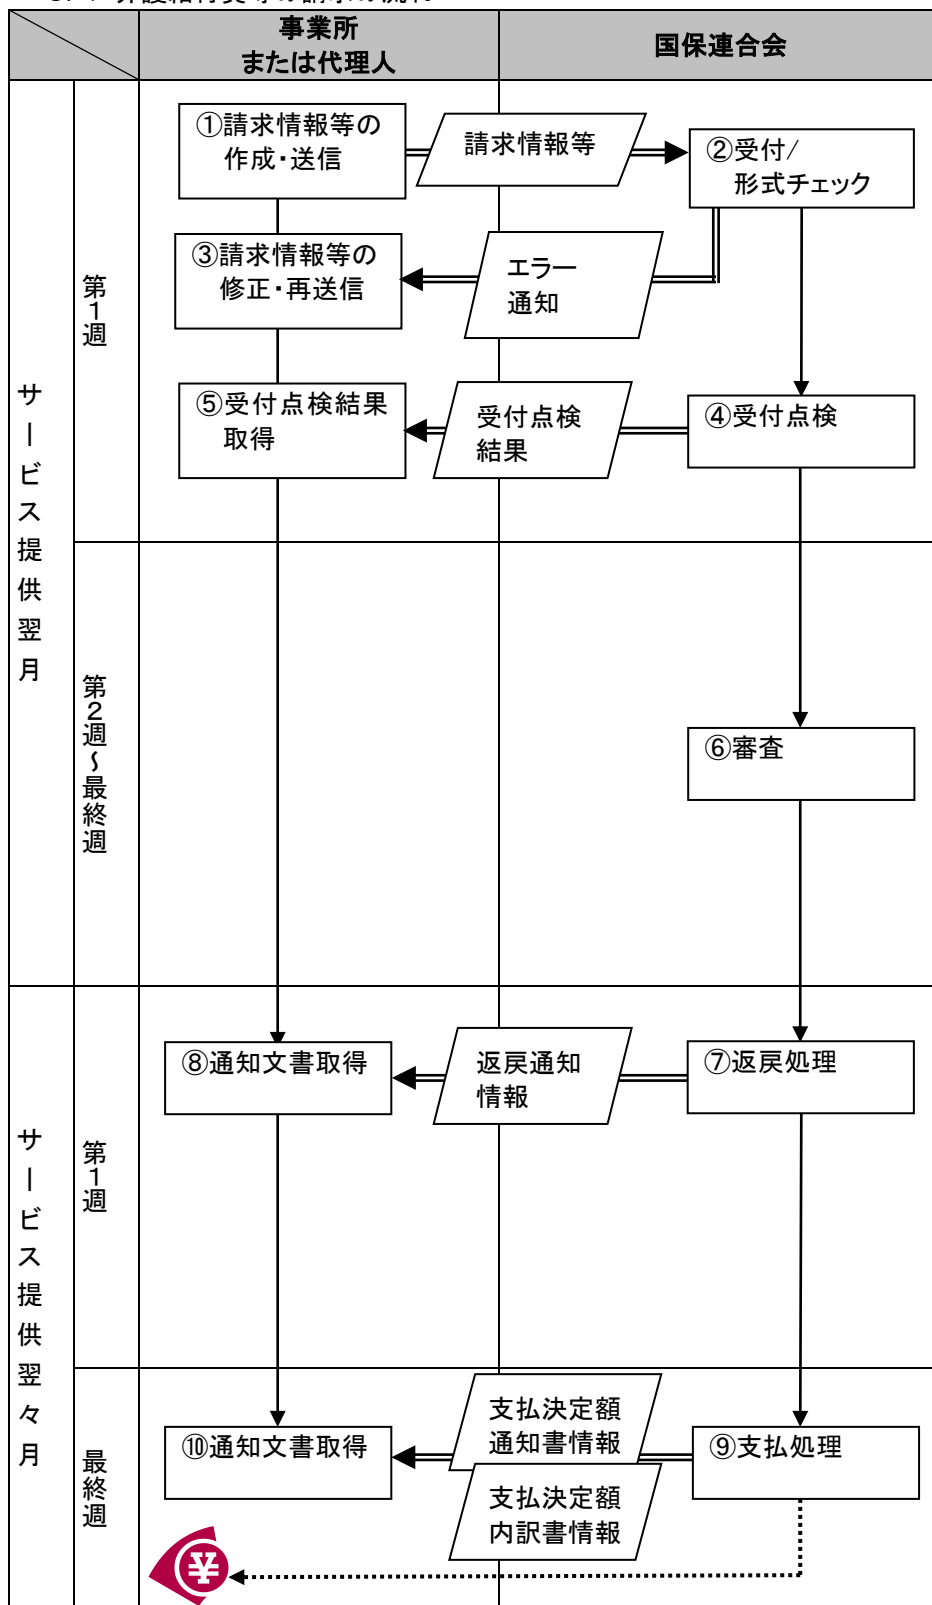 事業所
または代理人
国保連合会
サービス提供翌月
第1週
①請求情報等の
作成・送信
請求情報等
②受付/
形式チェック
③請求情報等の
修正・再送信
エラー
通知
⑤受付点検結果
取得
受付点検
結果
④受付点検
第2週~最終週
⑥審査
サービス提供翌々月
第1週
⑧通知文書取得
返戻通知
情報
⑦返戻処理
最終週
⑩通知文書取得
支払決定額
通知書情報
支払決定額
内訳書情報
⑨支払処理
¥